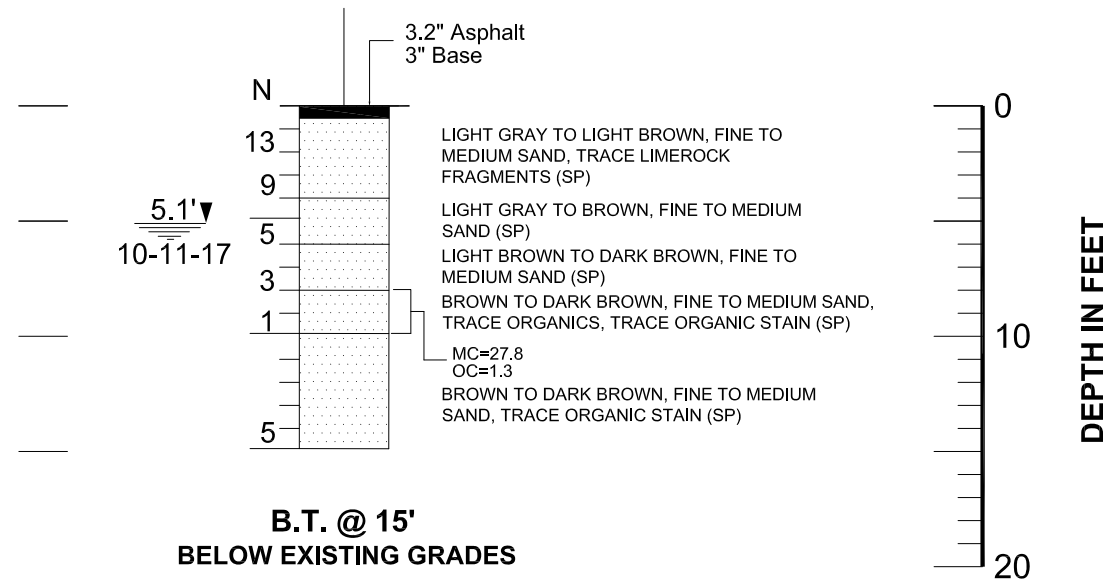 3.2" Asphalt
3" Base
N
0
13
LIGHT GRAY TO LIGHT BROWN, FINE TO
MEDIUM SAND, TRACE LIMEROCK
FRAGMENTS (SP)
9
5.1'
LIGHT GRAY TO BROWN, FINE TO MEDIUM
SAND (SP)
5
10-11-17
LIGHT BROWN TO DARK BROWN, FINE TO
MEDIUM SAND (SP)
3
BROWN TO DARK BROWN, FINE TO MEDIUM SAND,
TRACE ORGANICS, TRACE ORGANIC STAIN (SP)
1
10
MC=27.8
OC=1.3
BROWN TO DARK BROWN, FINE TO MEDIUM
SAND, TRACE ORGANIC STAIN (SP)
5
DEPTH IN FEET
B.T. @ 15'
BELOW EXISTING GRADES
20